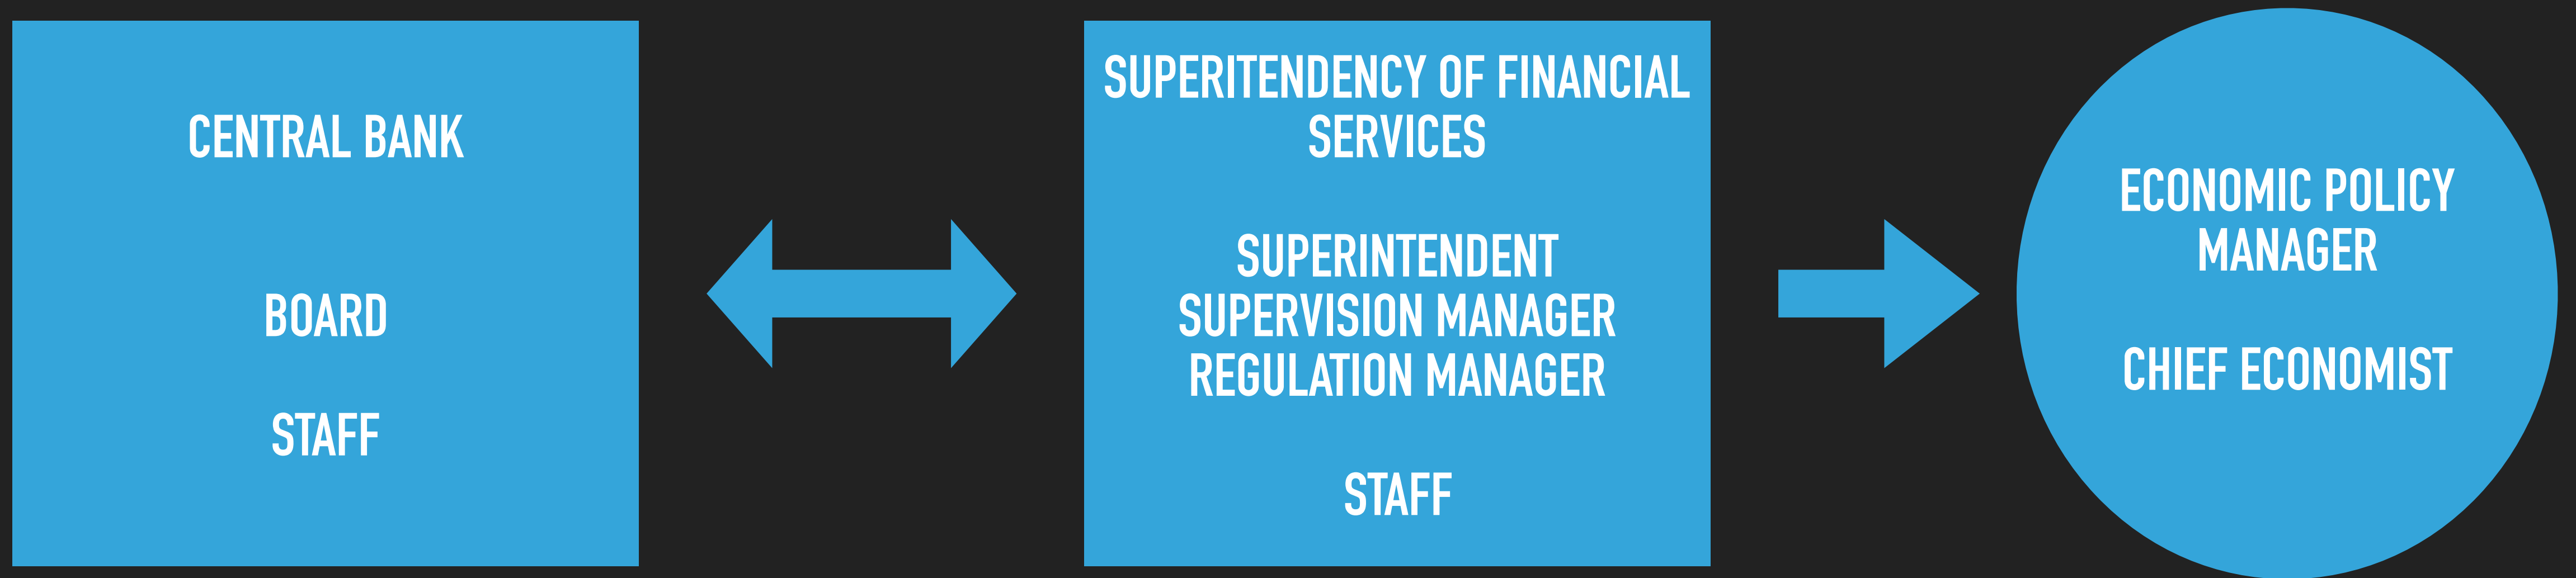 CENTRAL BANK
BOARD
STAFF
SUPERITENDENCY OF FINANCIAL
SERVICES
SUPERINTENDENT
SUPERVISION MANAGER
REGULATION MANAGER
STAFF
ECONOMIC POLICY
MANAGER
CHIEF ECONOMIST